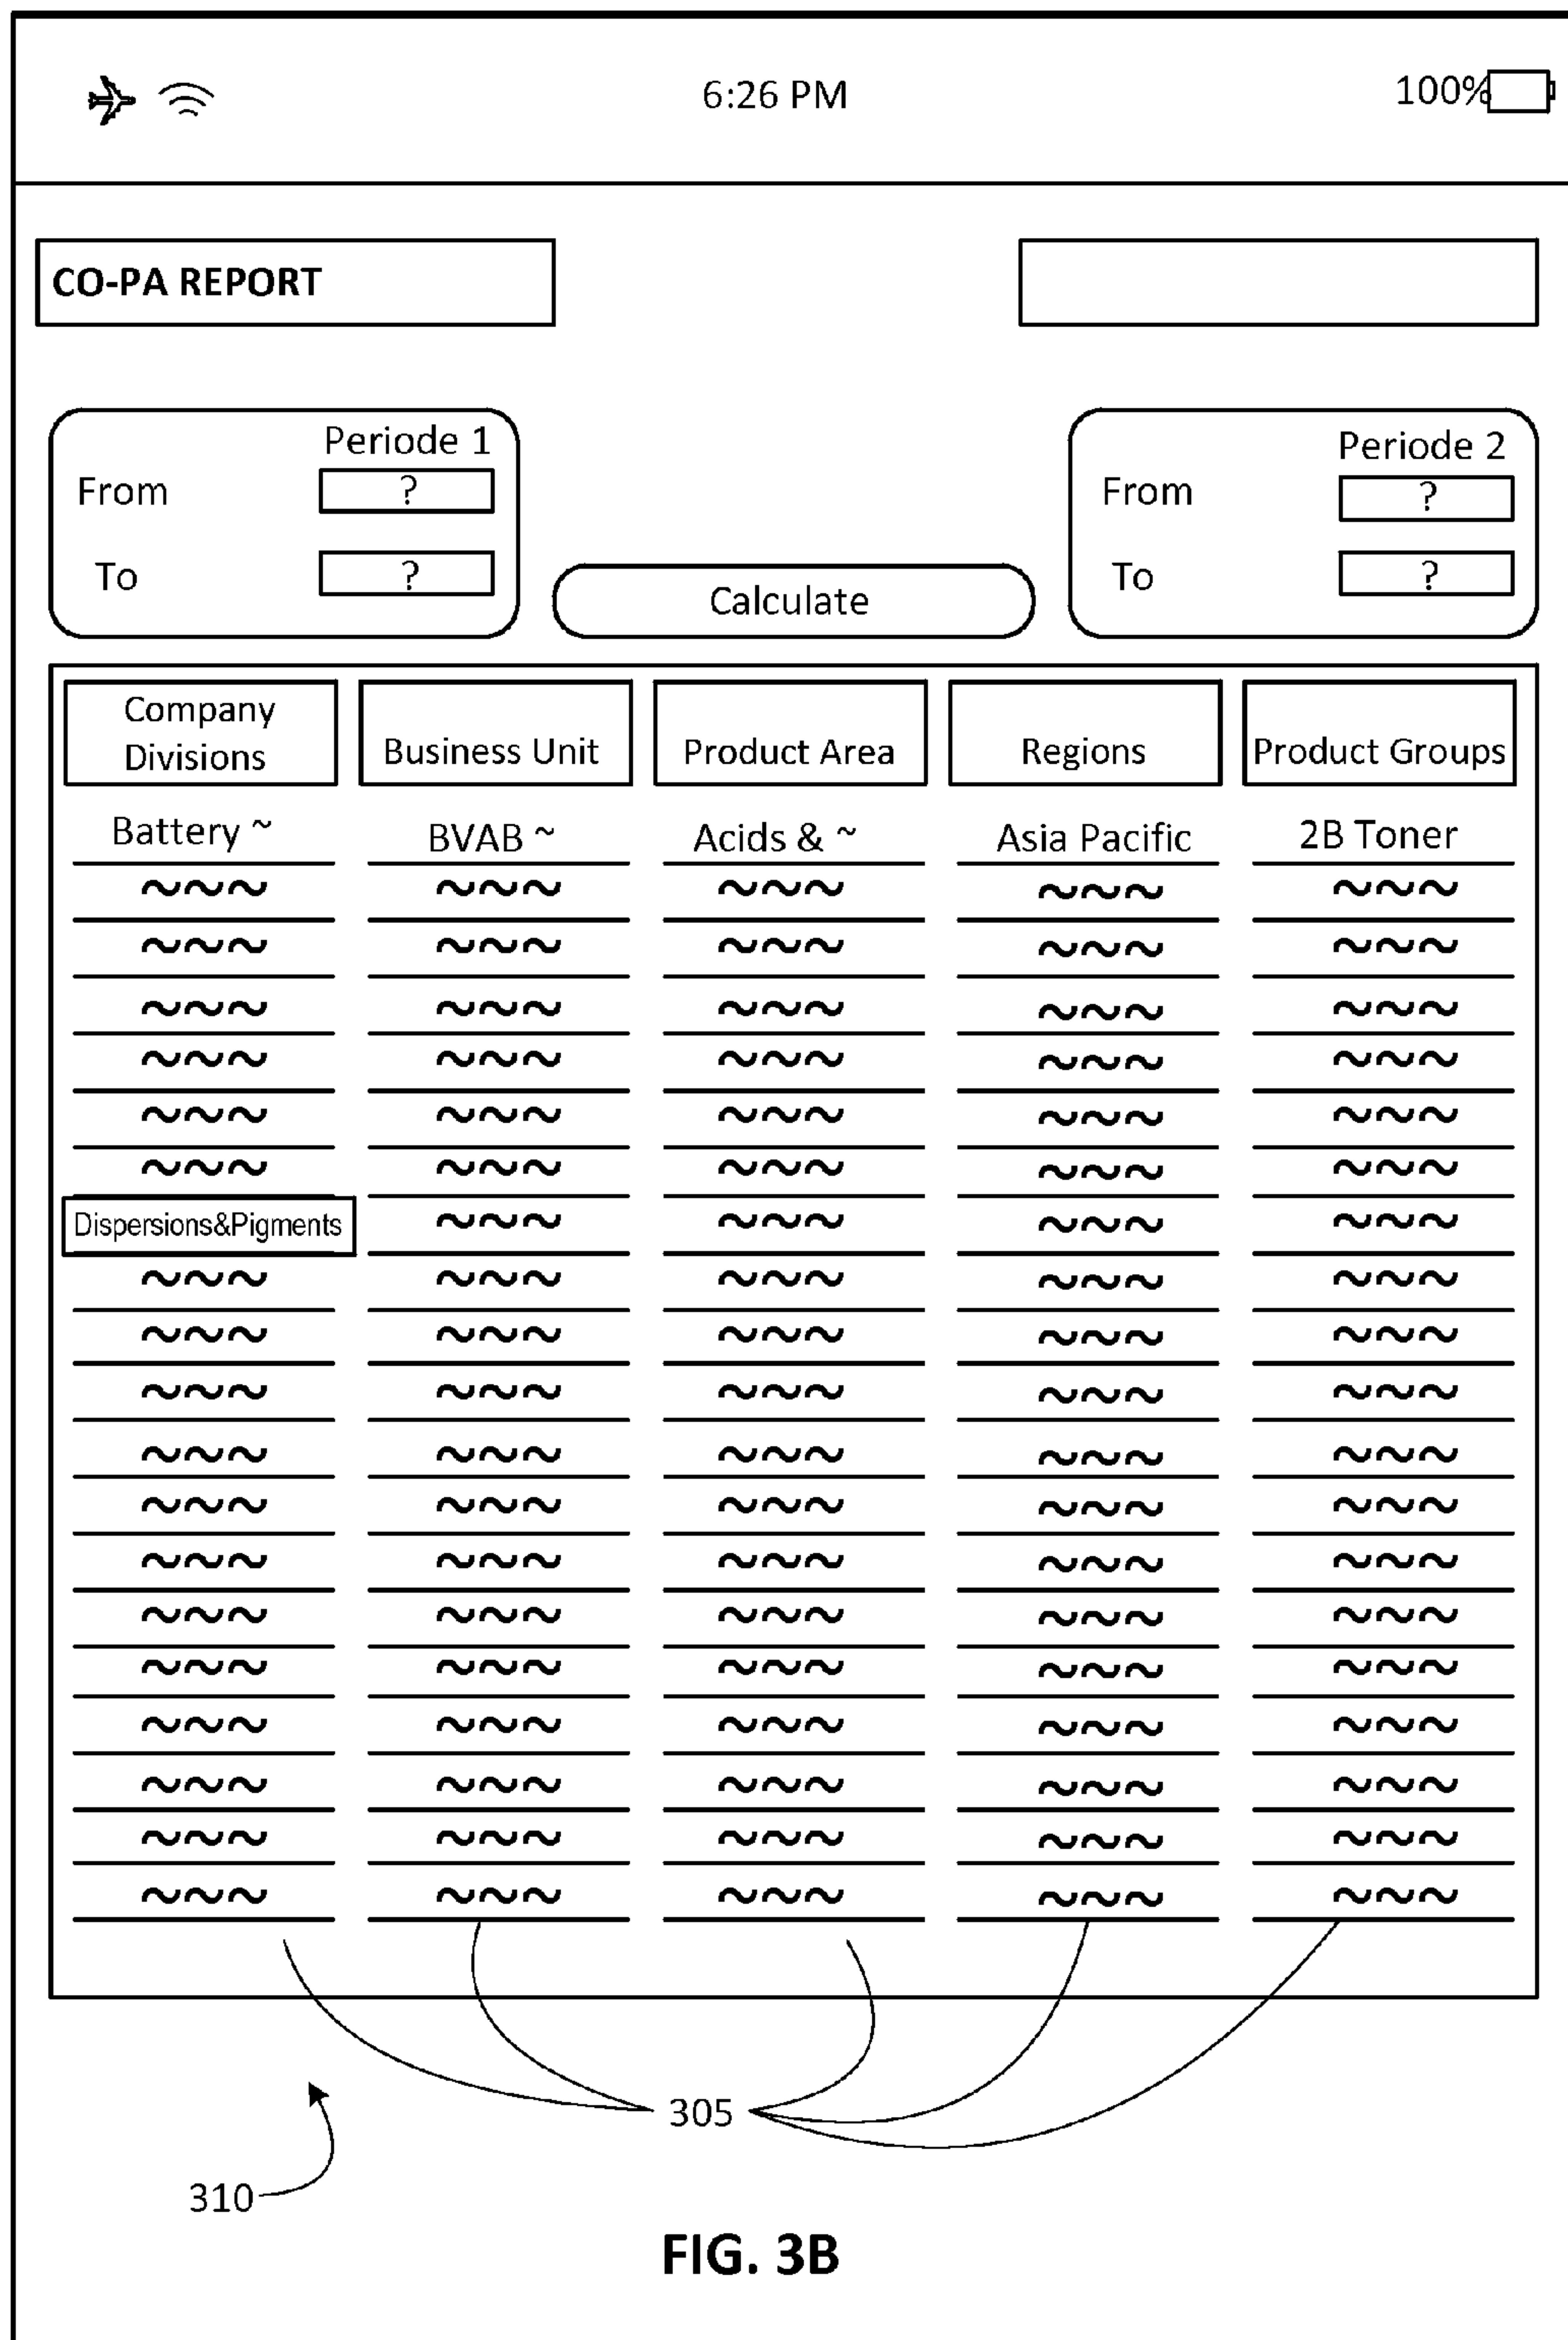 6:26 PM
100%
CO-PA REPORT
Periode 1
From ?
To ?
Calculate
Periode 2
From ?
To ?
Company
Divisions
Business Unit
Product Area
Regions
Product Groups
Battery ~
BVAB ~
Acids & ~
Asia Pacific
2B Toner
~~~ ~~~ ~~~ ~~~ ~~~
~~~ ~~~ ~~~ ~~~ ~~~
~~~ ~~~ ~~~ ~~~ ~~~
~~~ ~~~ ~~~ ~~~ ~~~
~~~ ~~~ ~~~ ~~~ ~~~
~~~ ~~~ ~~~ ~~~ ~~~
Dispersions&Pigments ~~~ ~~~ ~~~ ~~~
~~~ ~~~ ~~~ ~~~ ~~~
~~~ ~~~ ~~~ ~~~ ~~~
~~~ ~~~ ~~~ ~~~ ~~~
~~~ ~~~ ~~~ ~~~ ~~~
~~~ ~~~ ~~~ ~~~ ~~~
~~~ ~~~ ~~~ ~~~ ~~~
~~~ ~~~ ~~~ ~~~ ~~~
~~~ ~~~ ~~~ ~~~ ~~~
~~~ ~~~ ~~~ ~~~ ~~~
~~~ ~~~ ~~~ ~~~ ~~~
~~~ ~~~ ~~~ ~~~ ~~~
~~~ ~~~ ~~~ ~~~ ~~~
305
310
FIG. 3B